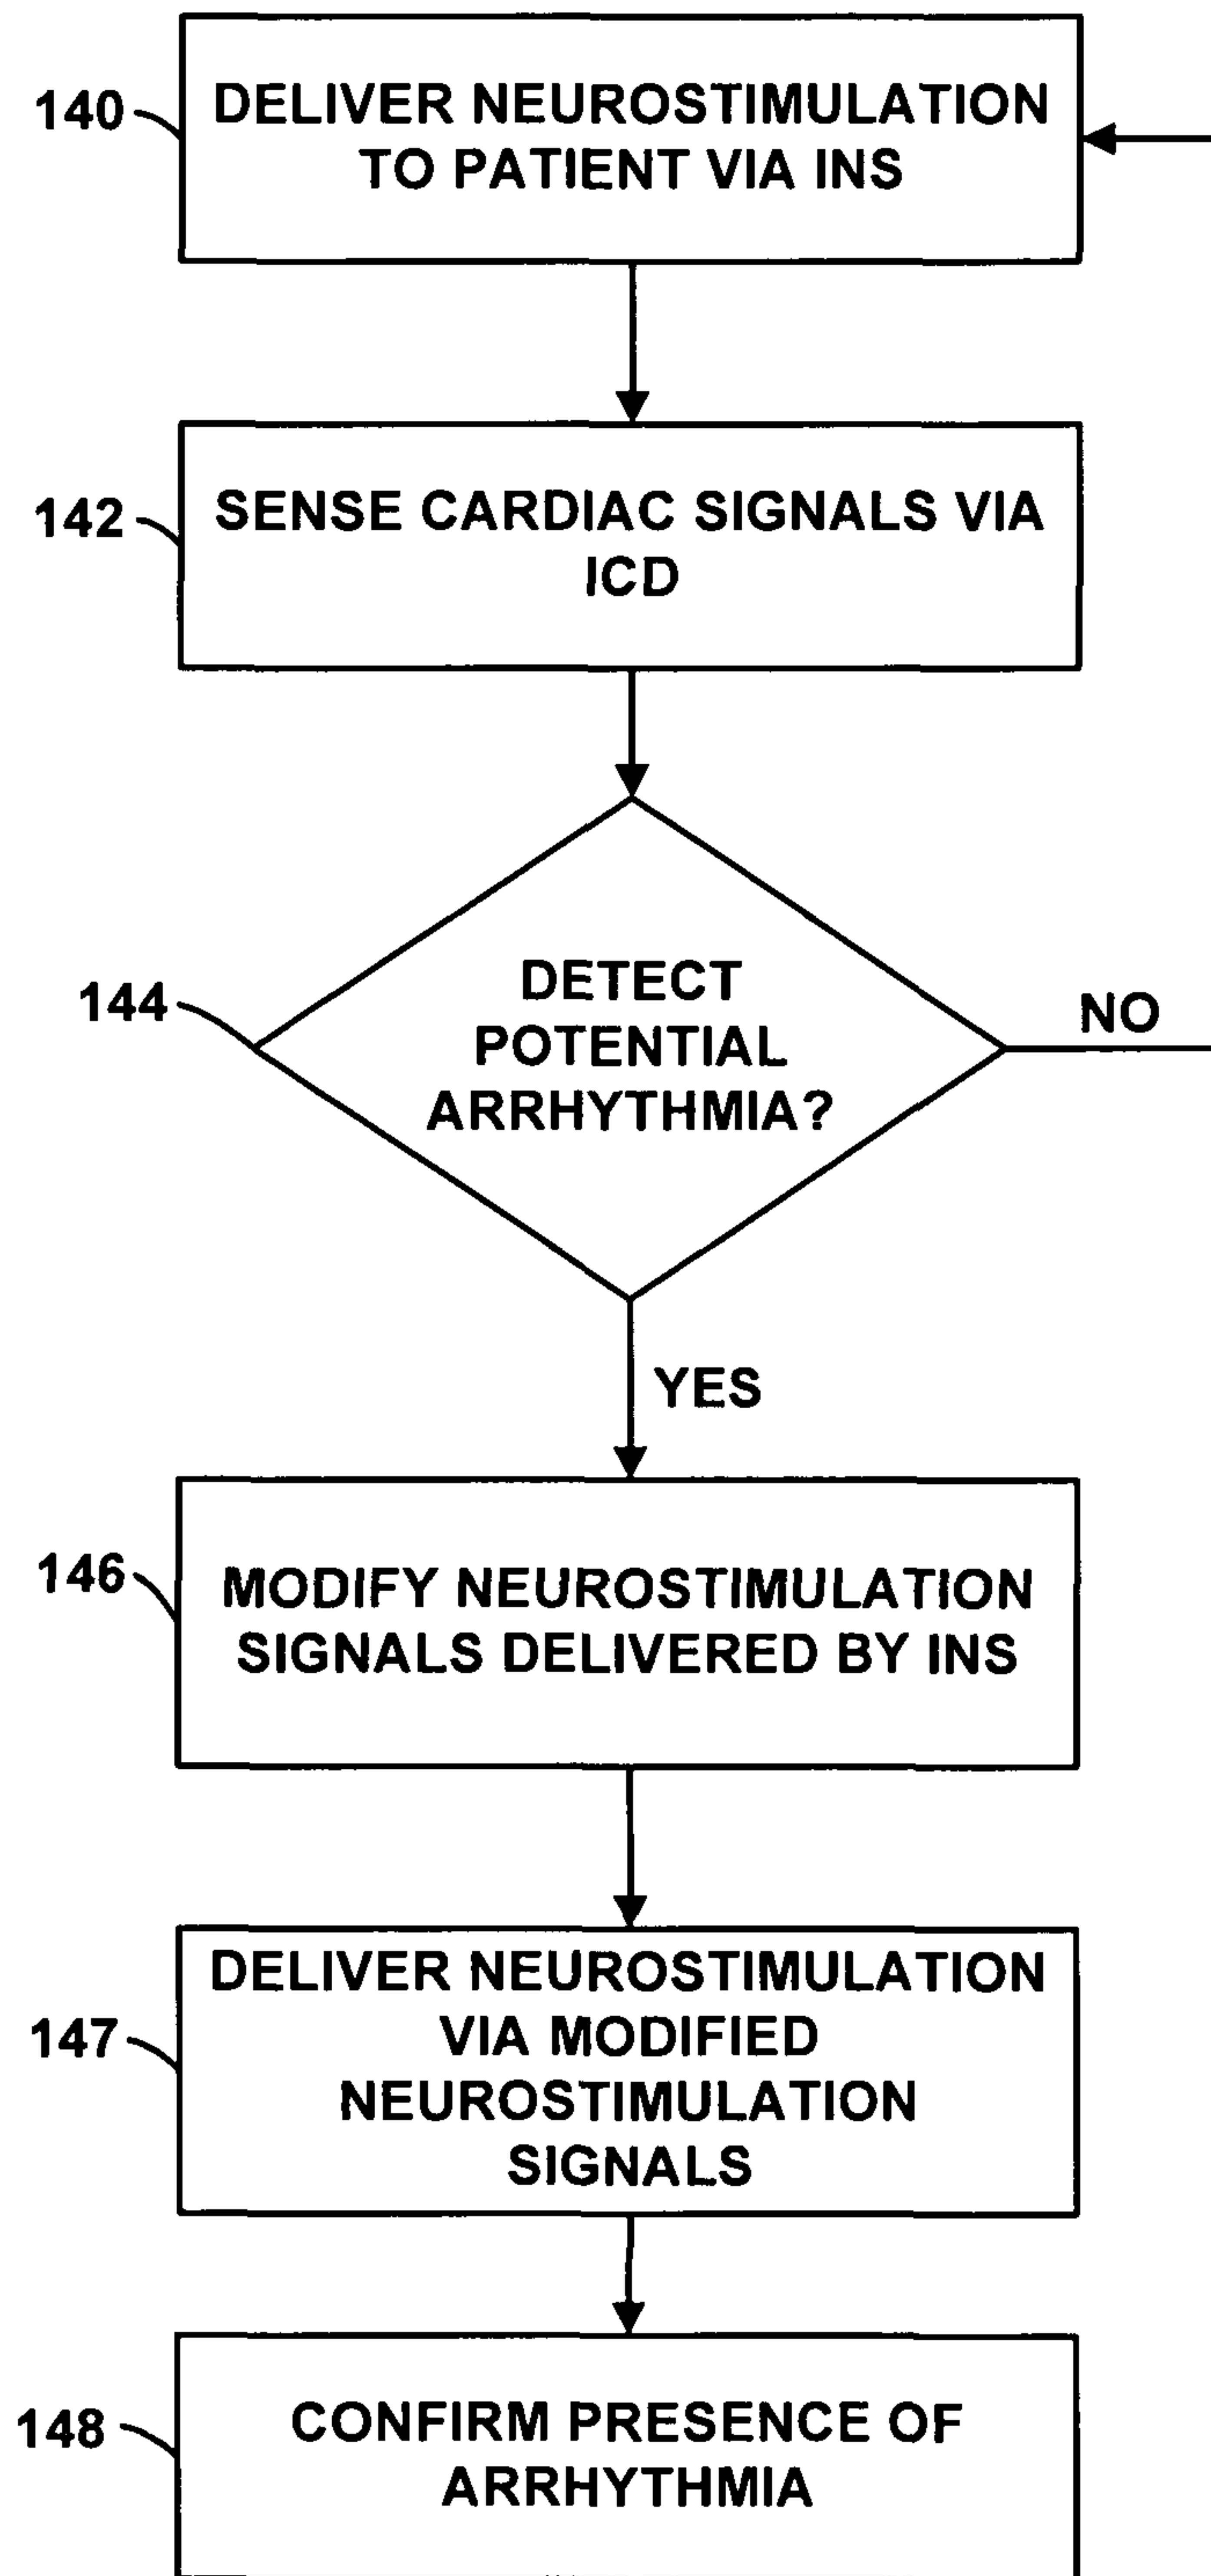 140
DELIVER NEUROSTIMULATION
TO PATIENT VIA INS
142
SENSE CARDIAC SIGNALS VIA
ICD
144
DETECT
POTENTIAL
ARRHYTHMIA?
NO
YES
146
MODIFY NEUROSTIMULATION
SIGNALS DELIVERED BY INS
147
DELIVER NEUROSTIMULATION
VIA MODIFIED
NEUROSTIMULATION
SIGNALS
148
CONFIRM PRESENCE OF
ARRHYTHMIA